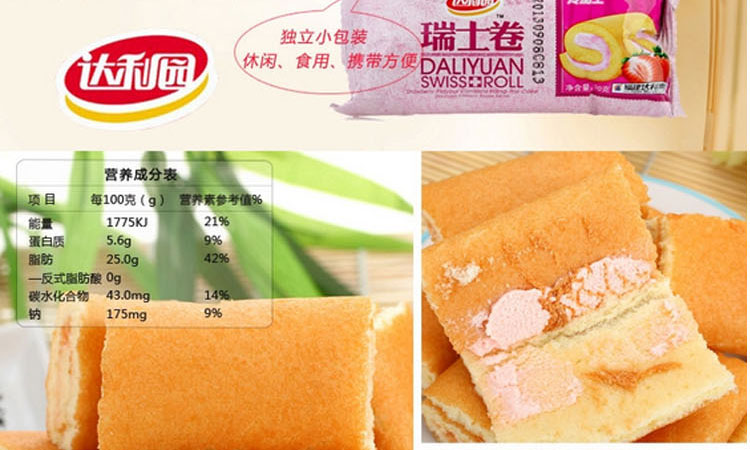 达利园
独立小包装
休闲、食用、携带方便
瑞士卷
DALIYUAN
SWISS ROLL
20130908C813
营养成分表
项目 每100克(g) 营养素参考值%
能量 1775KJ 21%
蛋白质 5.6g 9%
脂肪 25.0g 42%
—反式脂肪酸 0g
碳水化合物 43.0mg 14%
钠 175mg 9%